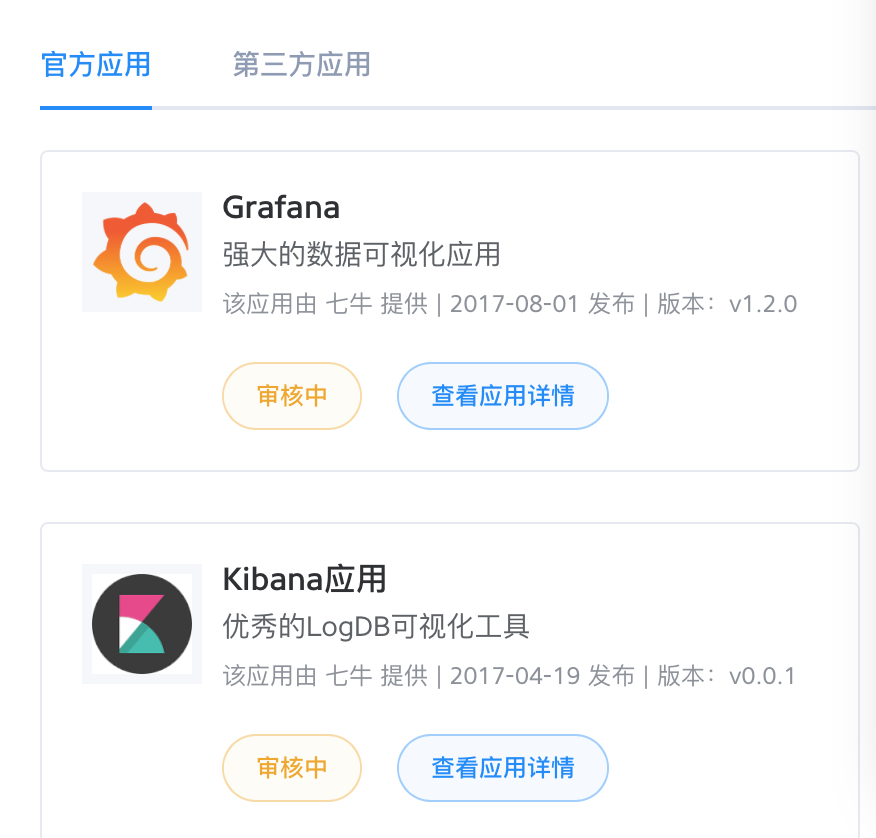 官方应用 第三方应用
Grafana
强大的数据可视化应用
该应用由 七牛 提供 | 2017-08-01 发布 | 版本：v1.2.0
审核中 查看应用详情
Kibana应用
优秀的LogDB可视化工具
该应用由 七牛 提供 | 2017-04-19 发布 | 版本：v0.0.1
审核中 查看应用详情